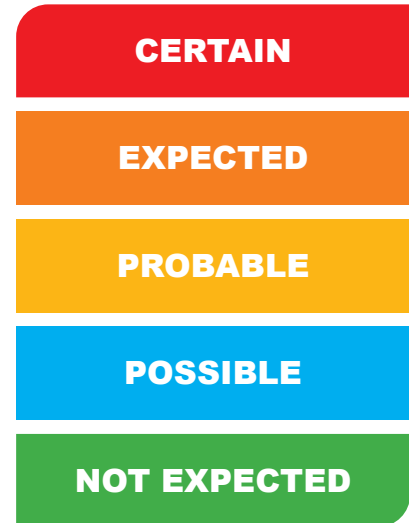 CERTAIN
EXPECTED
PROBABLE
POSSIBLE
NOT EXPECTED